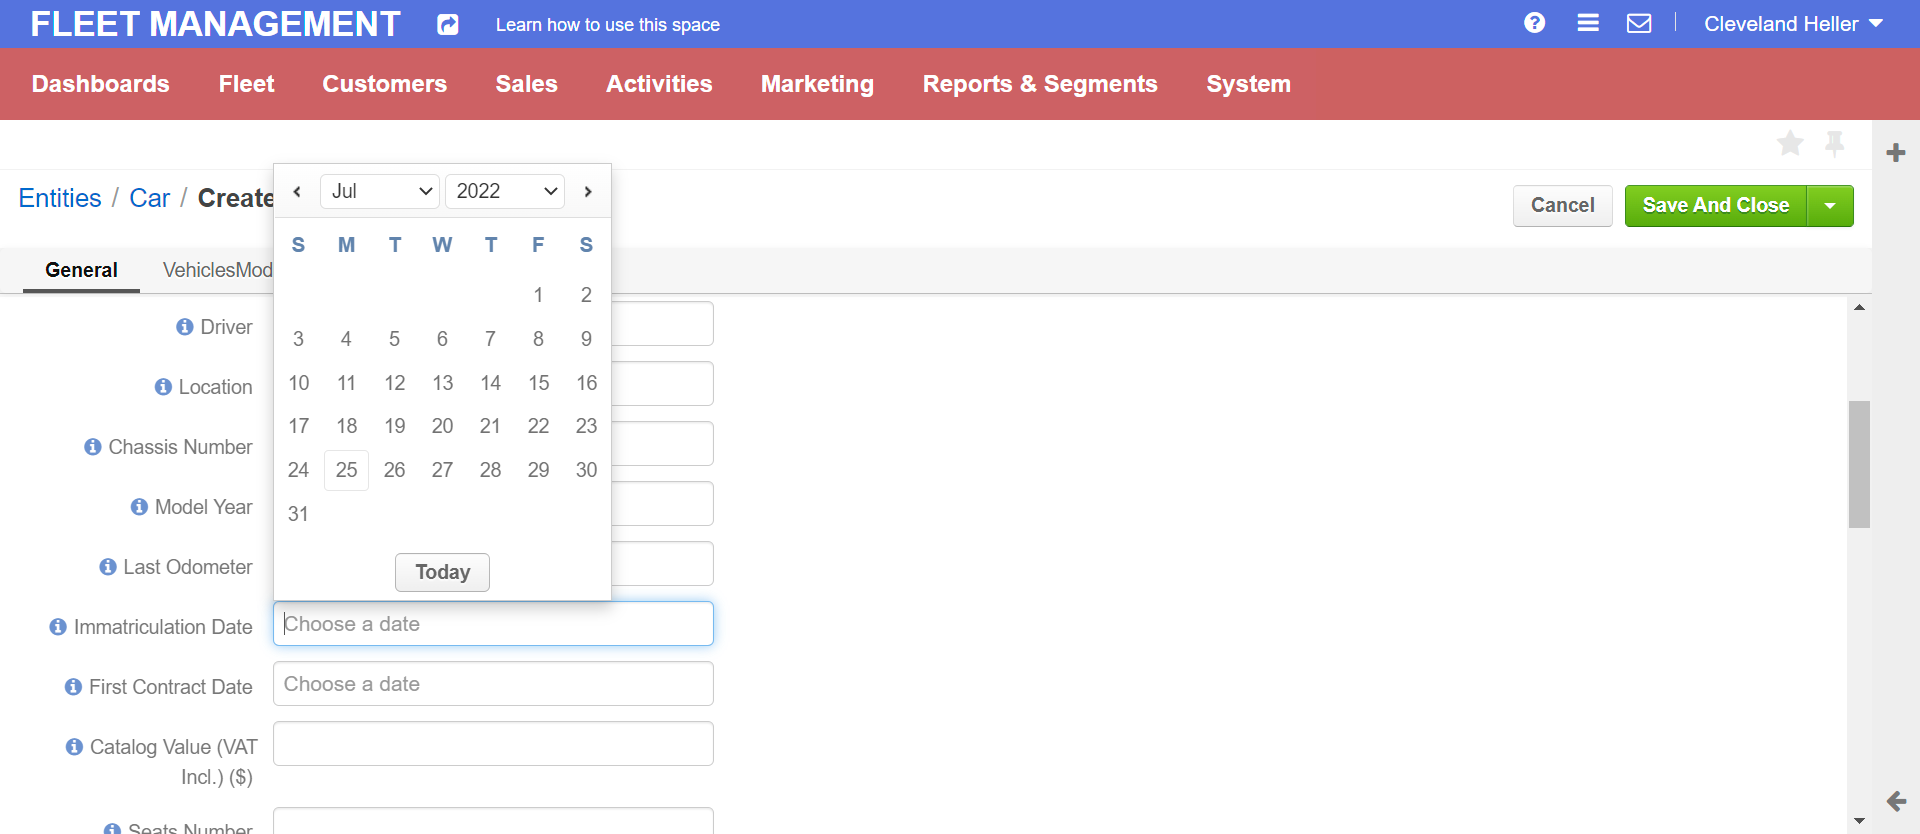 FLEET MANAGEMENT
Learn how to use this space
Cleveland Heller
Dashboards Fleet Customers Sales Activities Marketing Reports & Segments System
Entities / Car / Create
Cancel
Save And Close
General
VehiclesMod
Jul
2022
S M T W T F S
1 2
3 4 5 6 7 8 9
10 11 12 13 14 15 16
17 18 19 20 21 22 23
24 25 26 27 28 29 30
31
Today
Driver
Location
Chassis Number
Model Year
Last Odometer
Immatriculation Date
Choose a date
First Contract Date
Choose a date
Catalog Value (VAT
Incl.) ($)
Seats Number